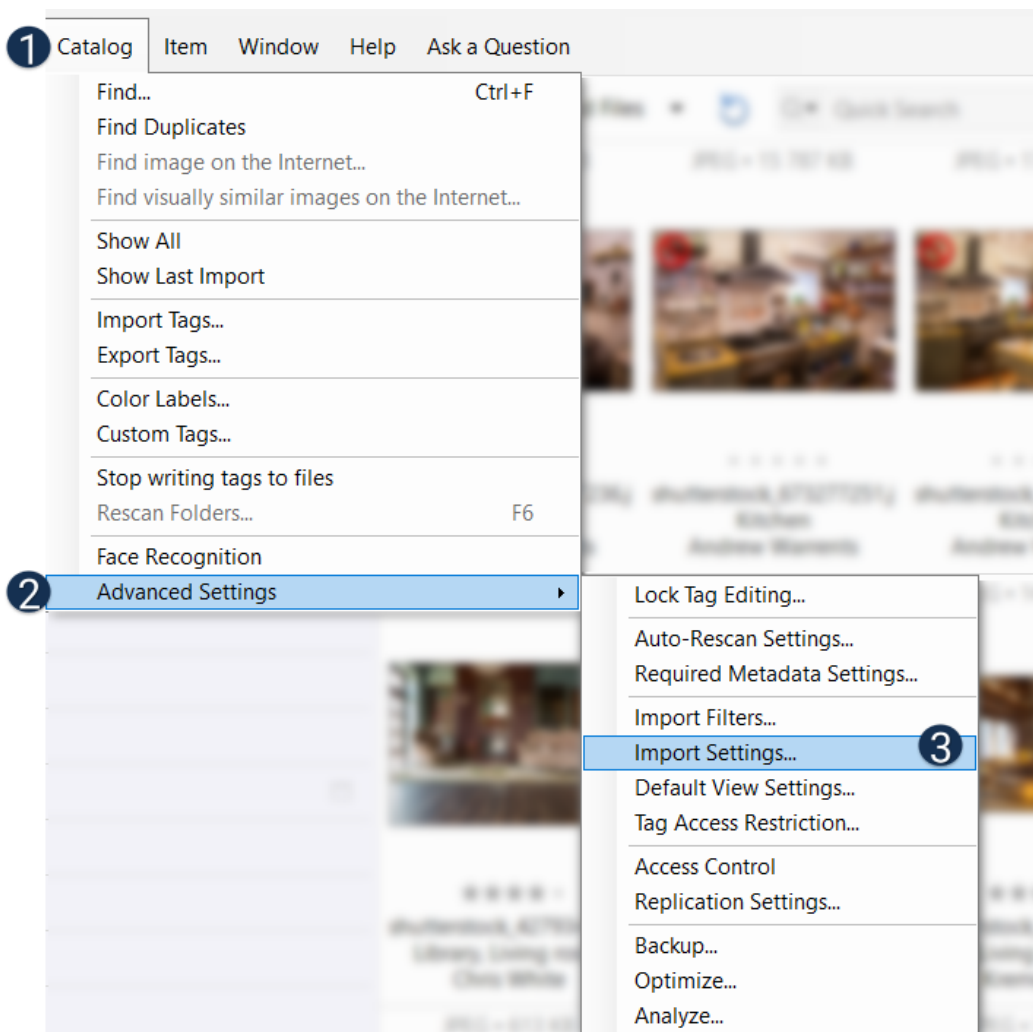 1 Catalog Item Window Help Ask a Question
Find... Ctrl+F
Find Duplicates
Find image on the Internet...
Find visually similar images on the Internet...
Show All
Show Last Import
Import Tags...
Export Tags...
Color Labels...
Custom Tags...
Stop writing tags to files
Rescan Folders... F6
Face Recognition
2 Advanced Settings
Lock Tag Editing...
Auto-Rescan Settings...
Required Metadata Settings...
Import Filters...
Import Settings... 3
Default View Settings...
Tag Access Restriction...
Access Control
Replication Settings...
Backup...
Optimize...
Analyze...
Quick Search
Kitchen